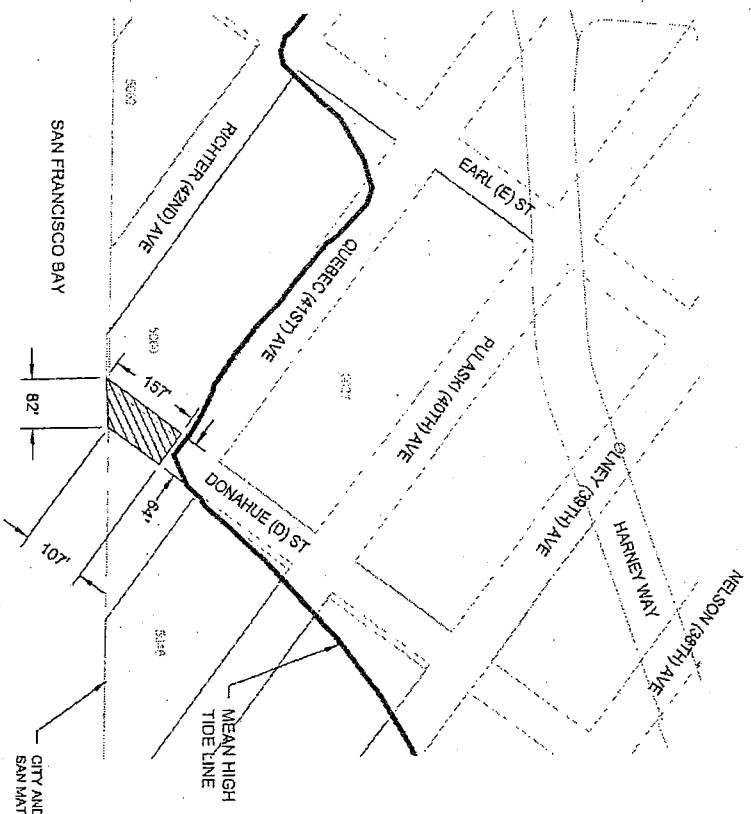 EARL (E) ST
RICHTER (42ND) AVE
QUEBEC (41ST) AVE
PULASKI (40TH) AVE
OLNEY (39TH) AVE
HARNEY WAY
NELSON (38TH) AVE
SAN FRANCISCO BAY
157'
82'
64'
107'
DONAHUE (D) ST
MEAN HIGH
TIDE LINE
CITY AND
SAN MAT